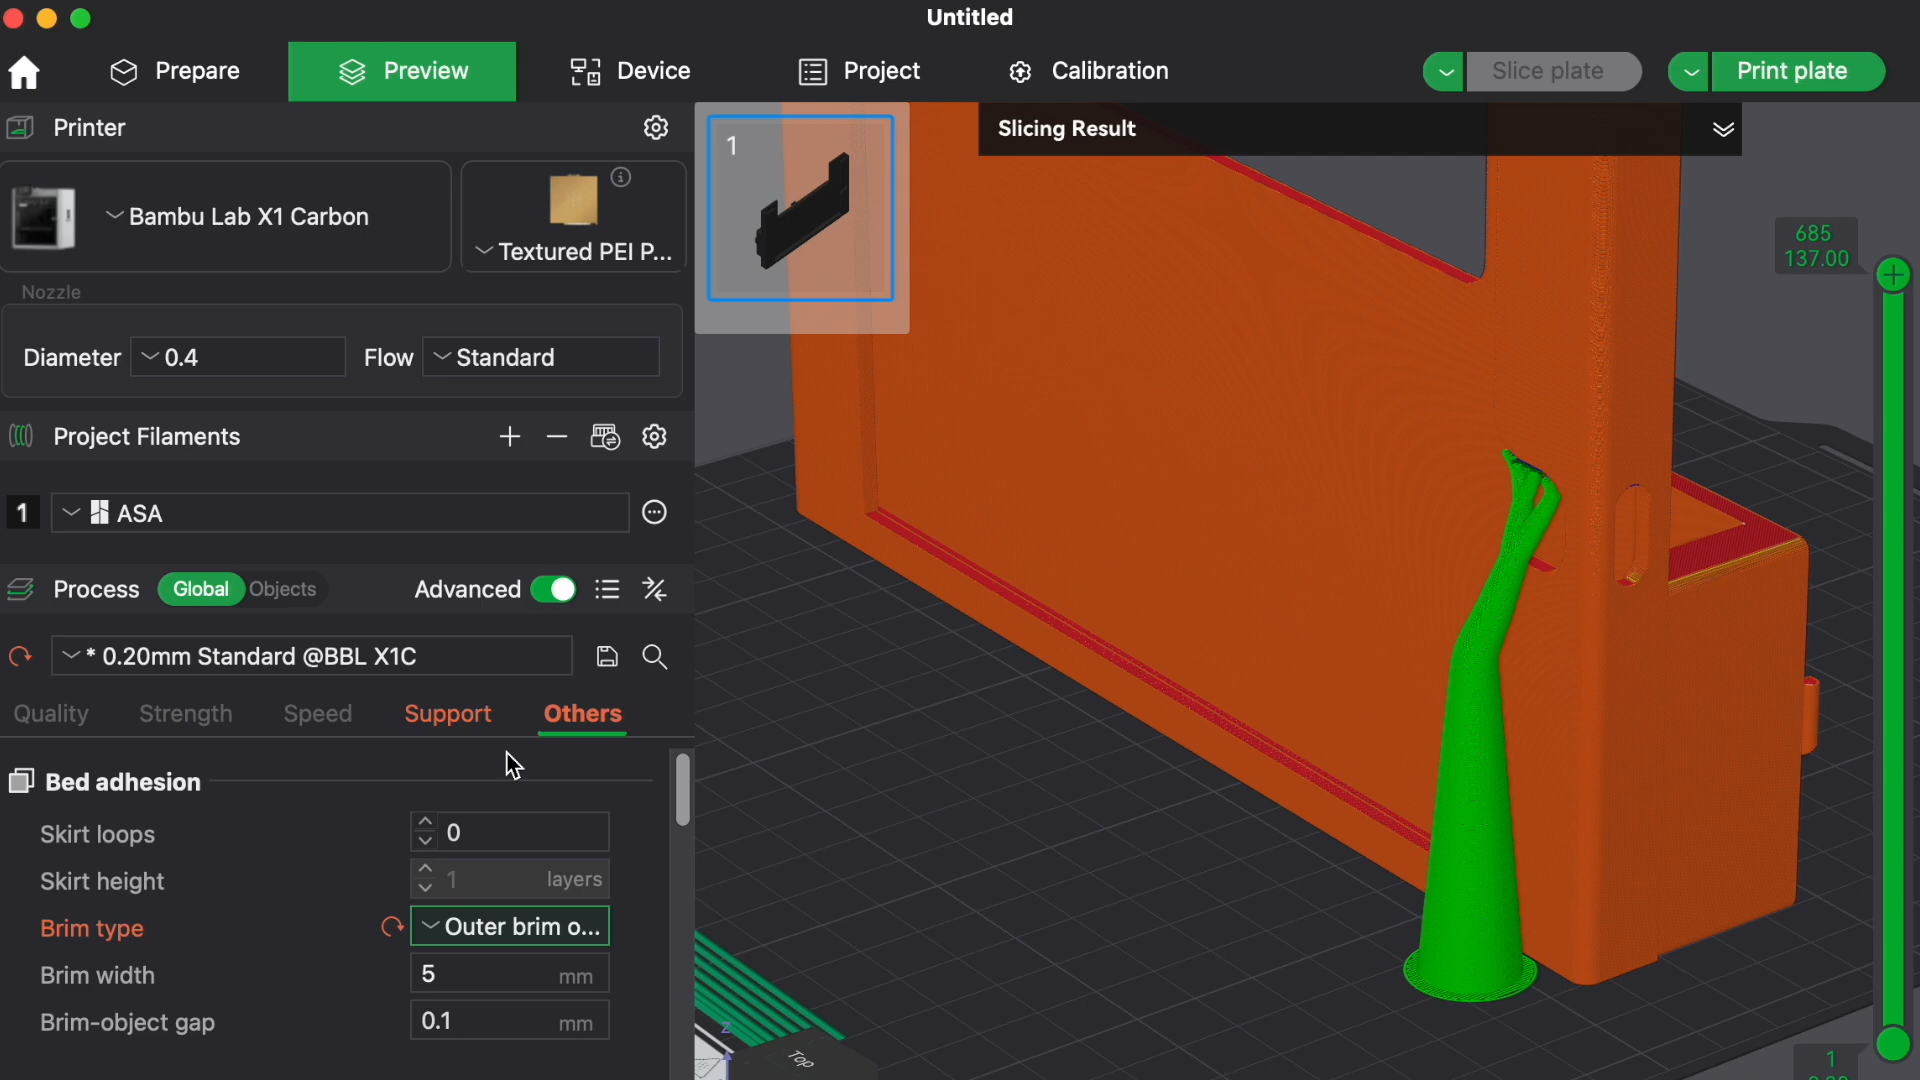 Untitled
Prepare
Preview
Device
Project
Calibration
Slice plate
Print plate
Printer
Bambu Lab X1 Carbon
Textured PEI P...
Nozzle
Diameter
0.4
Flow
Standard
Project Filaments
1
ASA
Process
Global
Objects
Advanced
* 0.20mm Standard @BBL X1C
Quality
Strength
Speed
Support
Others
Bed adhesion
Skirt loops
0
Skirt height
1 layers
Brim type
Outer brim o...
Brim width
5 mm
Brim-object gap
0.1 mm
1
Slicing Result
685
137.00
Z
Top
1